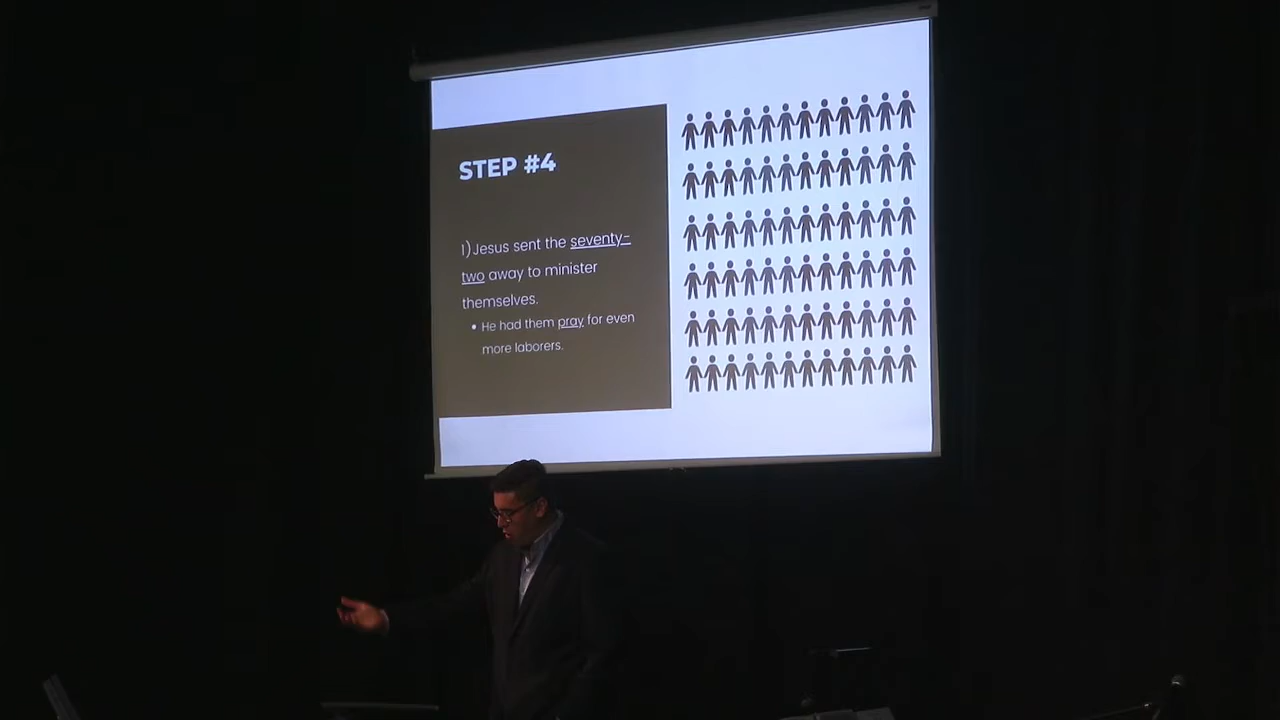 STEP #4
1)Jesus sent the seventy-
two away to minister
themselves.
• He had them pray for even
more laborers.